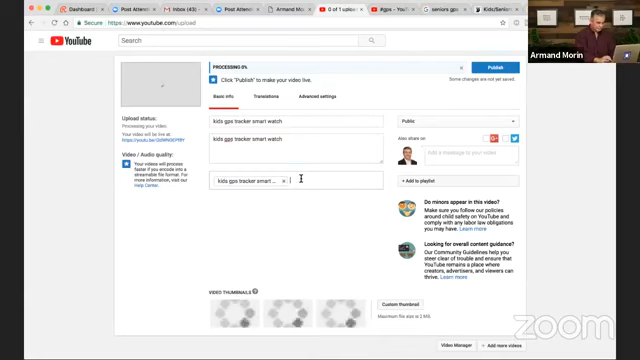 Dashboard
Post Attende
Inbox (43)
Post Attende
Armand Morin
0 of 1 upload
#gps - YouT
seniors gps
Kids/Senior
Secure
https://www.youtube.com/upload
Armand Morin
YouTube
Search
PROCESSING 0%
Publish
Click "Publish" to make your video live.
Some changes are not yet saved.
Basic info
Translations
Advanced settings
Upload status:
Processing your video.
Your video will be live at:
Video / Audio quality:
Your videos will process faster if you encode into a streamable file format. For more information, visit our Help Center.
kids gps tracker smart watch
kids gps tracker smart watch
kids gps tracker smart ... ×
Public
Also share on
Add a message to your video
+ Add to playlist
Do minors appear in this video?
Make sure you follow our policies
around child safety on YouTube and
comply with any labor law
obligations you may have.
Learn more
Looking for overall content guidance?
Our Community Guidelines help you
steer clear of trouble and ensure that
YouTube remains a place where
creators, advertisers, and viewers can
thrive. Learn more
VIDEO THUMBNAILS
Custom thumbnail
Maximum file size is 2 MB.
Video Manager
+ Add more videos
zoom